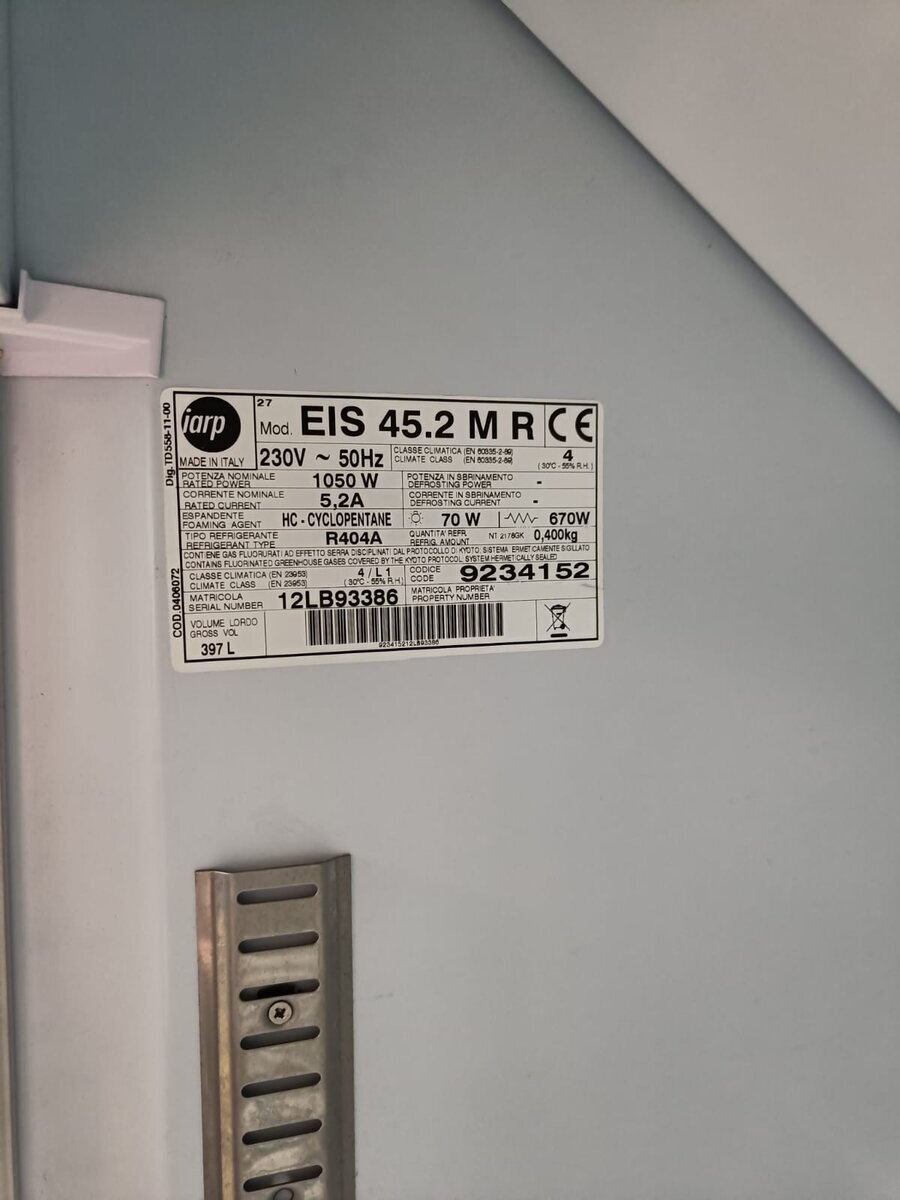 iarp
27
Mod. EIS 45.2 M R CE
MADE IN ITALY
230V ~ 50Hz
CLASSE CLIMATICA (EN 60335-2-89)
CLIMATE CLASS (EN 60335-2-89)
4
(30°C - 55% R.H.)
POTENZA NOMINALE
RATED POWER
1050 W
POTENZA IN SBRINAMENTO
DEFROSTING POWER
-
CORRENTE NOMINALE
RATED CURRENT
5,2A
CORRENTE IN SBRINAMENTO
DEFROSTING CURRENT
-
ESPANDENTE
FOAMING AGENT
HC - CYCLOPENTANE
70 W
670W
TIPO REFRIGERANTE
REFRIGERANT TYPE
R404A
QUANTITA' REFR.
REFRIG. AMOUNT
NT 2178GK
0,400kg
CONTIENE GAS FLUORURATI AD EFFETTO SERRA DISCIPLINATI DAL PROTOCOLLO DI KYOTO. SISTEMA ERMETICAMENTE SIGILLATO
CONTAINS FLUORINATED GREENHOUSE GASES COVERED BY THE KYOTO PROTOCOL. SYSTEM HERMETICALLY SEALED
CLASSE CLIMATICA (EN 23953)
CLIMATE CLASS (EN 23953)
4 / L1
(30°C - 55% R.H.)
CODICE
CODE
9234152
MATRICOLA
SERIAL NUMBER
12LB93386
MATRICOLA PROPRIETA'
PROPERTY NUMBER
VOLUME LORDO
GROSS VOL
397 L
923415212LB93386
Dig. TD558-11-00
COD.0406072